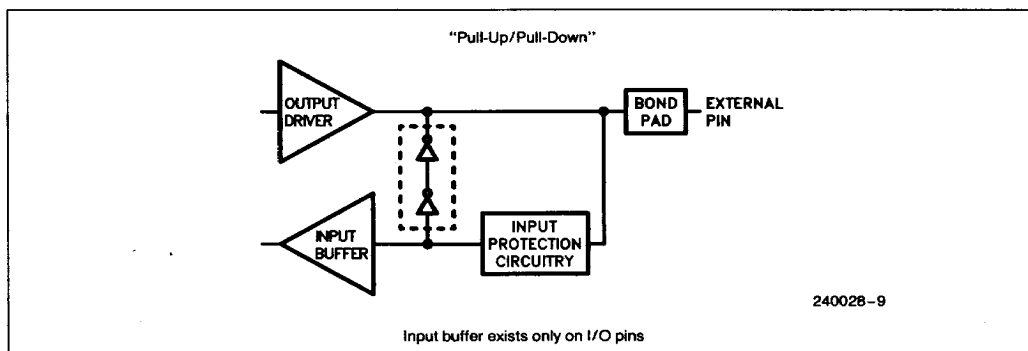 "Pull-Up/Pull-Down"
OUTPUT
DRIVER
BOND
PAD
EXTERNAL
PIN
INPUT
BUFFER
INPUT
PROTECTION
CIRCUITRY
240028-9
Input buffer exists only on I/O pins